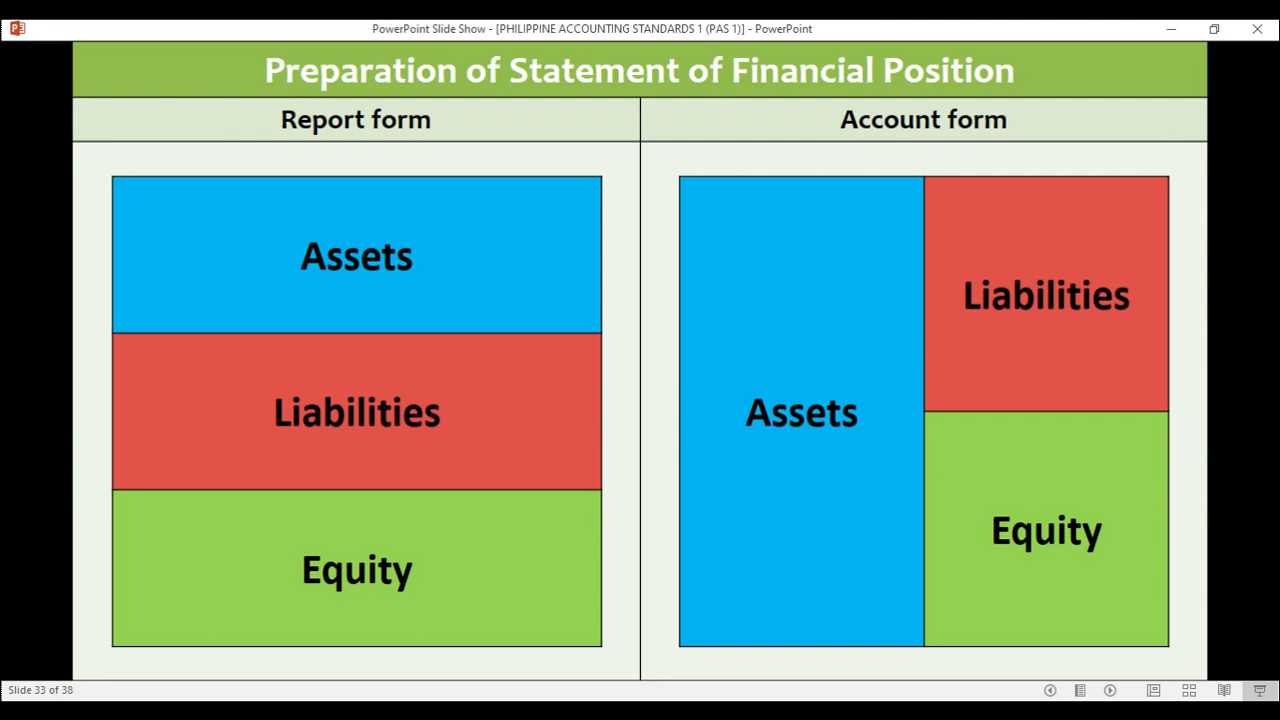 PowerPoint Slide Show - [PHILIPPINE ACCOUNTING STANDARDS 1 (PAS 1)] - PowerPoint
Preparation of Statement of Financial Position
Report form
Account form
Assets
Liabilities
Equity
Assets
Liabilities
Equity
Slide 33 of 38